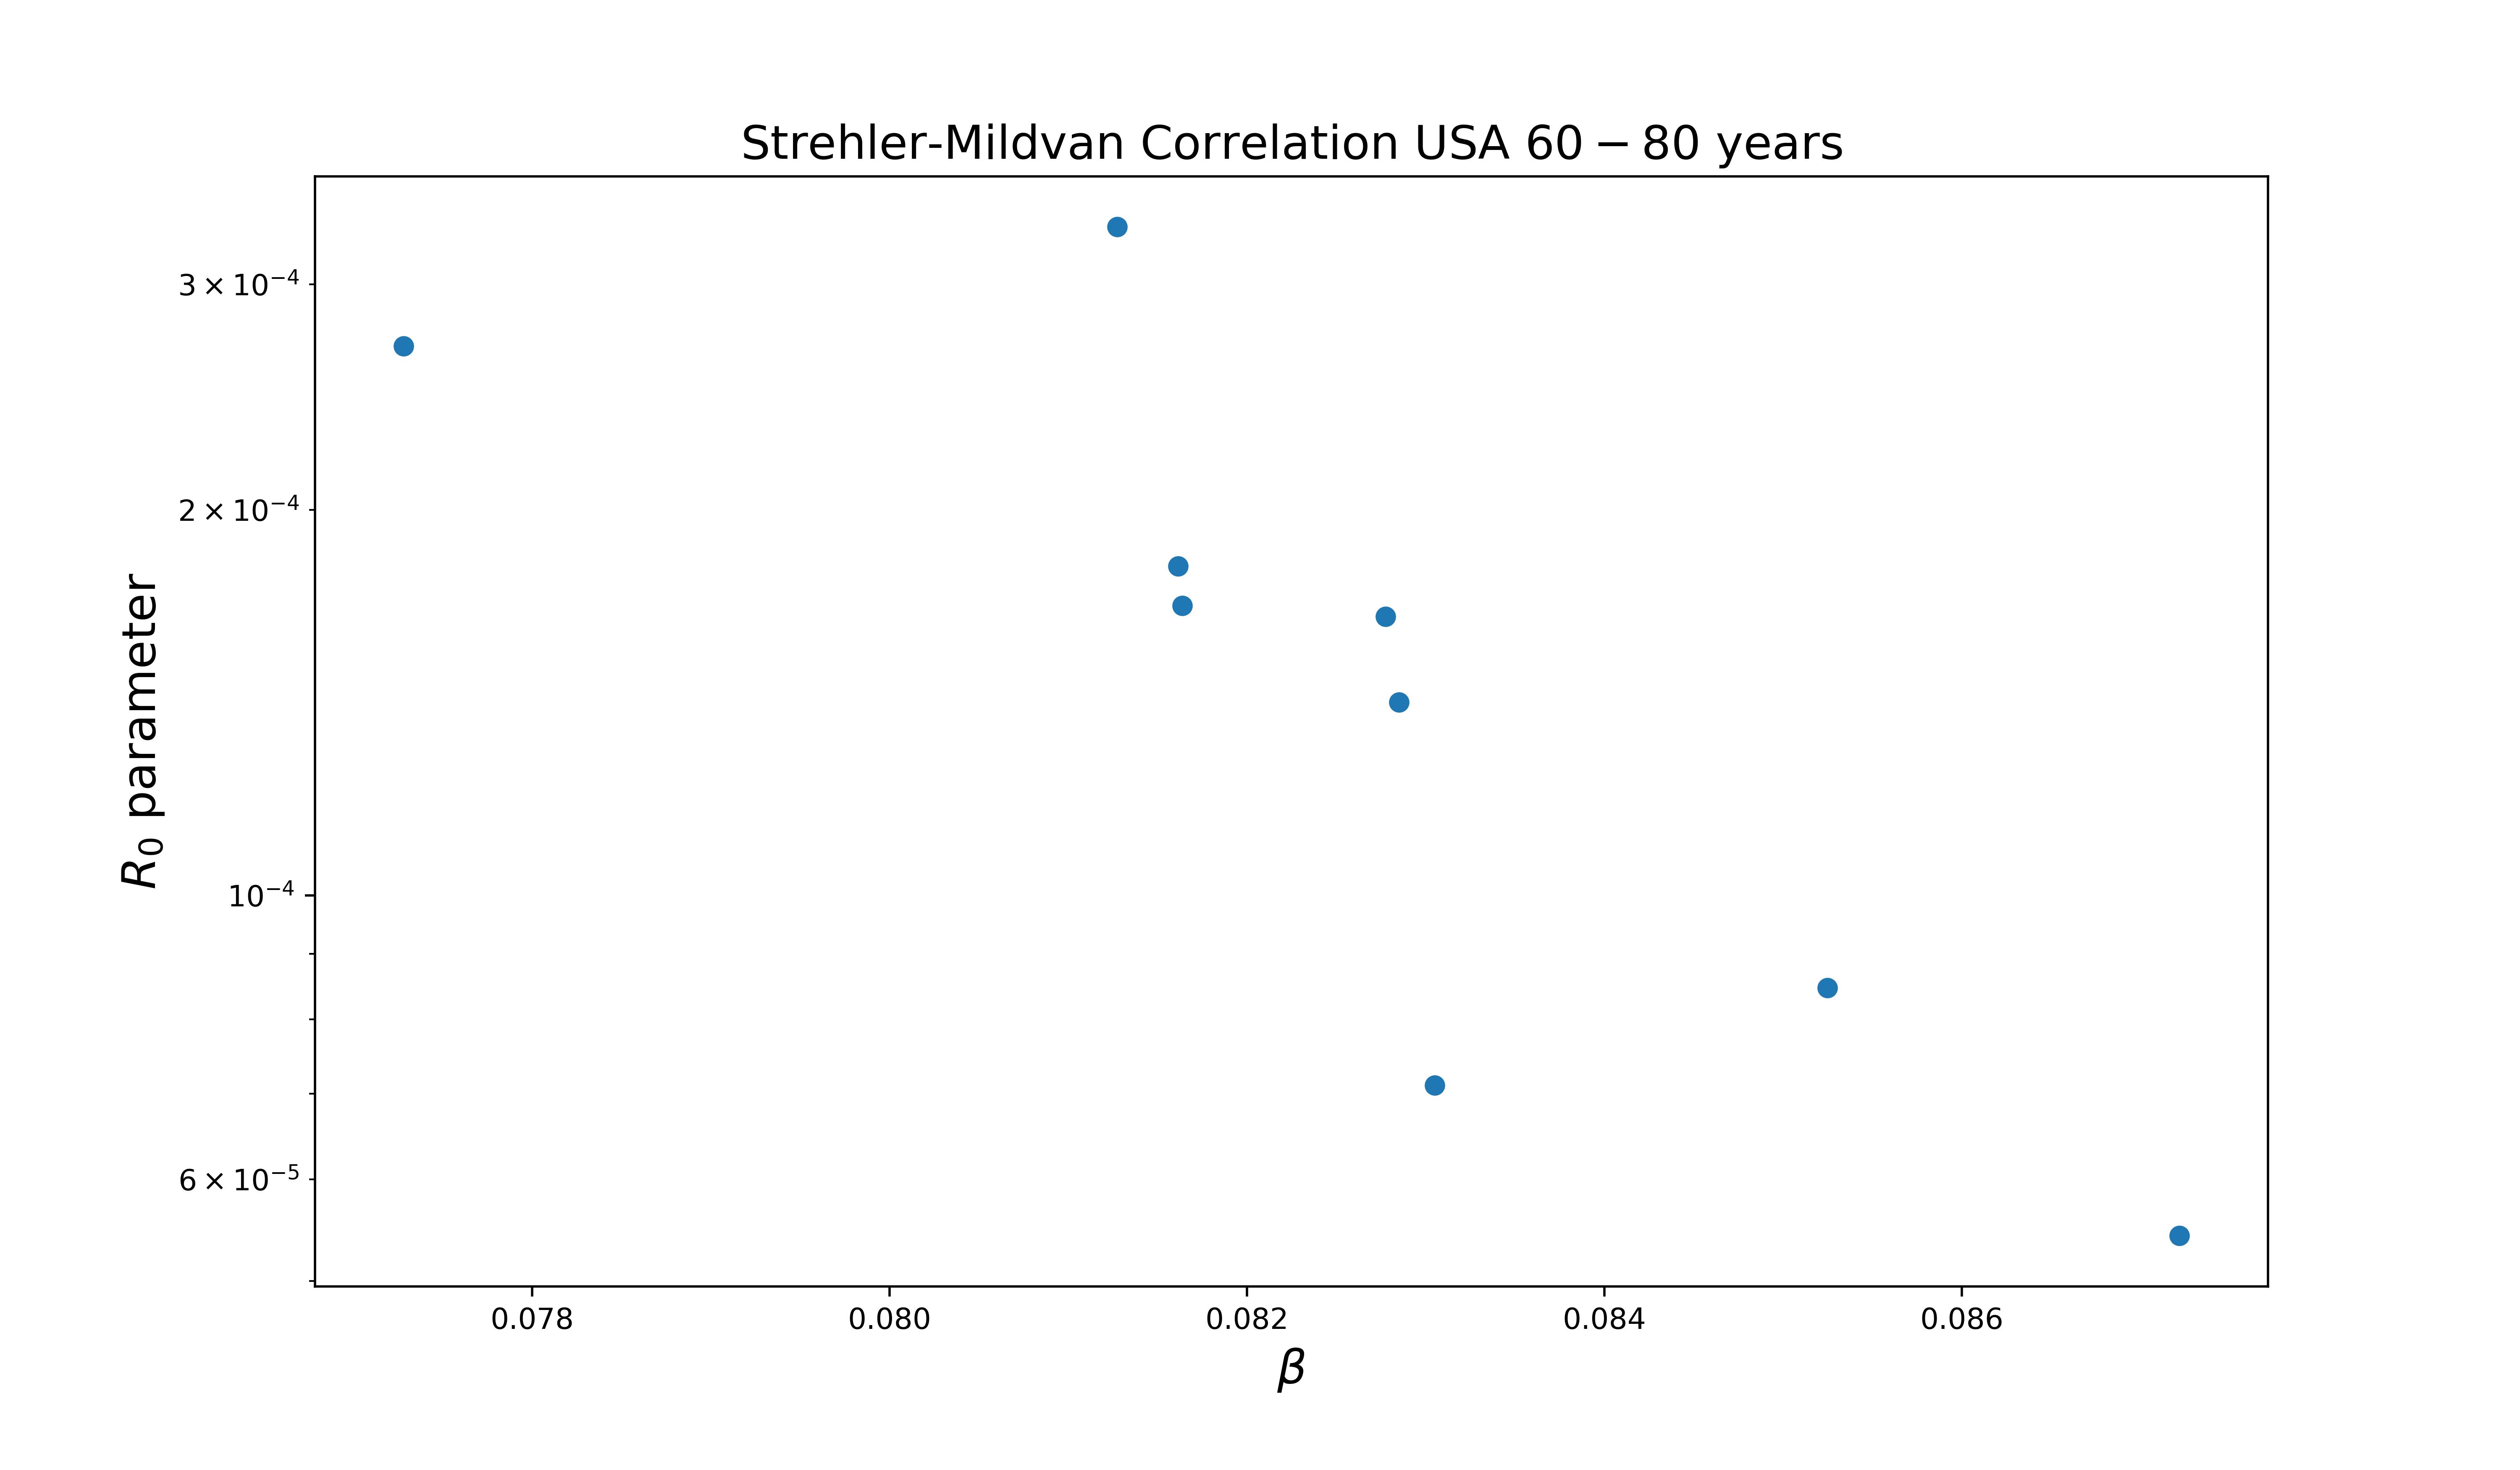 Strehler-Mildvan Correlation USA 60 − 80 years
3 × 10⁻⁴
2 × 10⁻⁴
10⁻⁴
6 × 10⁻⁵
R₀ parameter
0.078 0.080 0.082 0.084 0.086
β